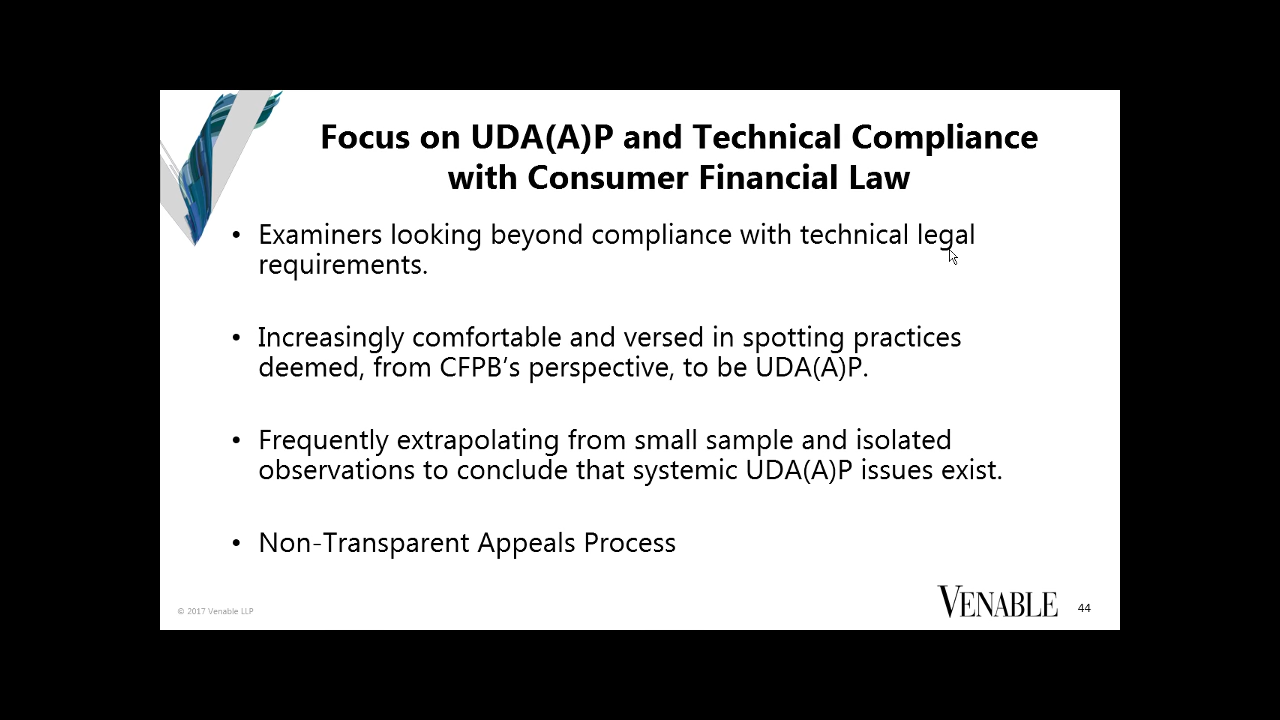 Focus on UDA(A)P and Technical Compliance
with Consumer Financial Law
• Examiners looking beyond compliance with technical legal
requirements.
• Increasingly comfortable and versed in spotting practices
deemed, from CFPB’s perspective, to be UDA(A)P.
• Frequently extrapolating from small sample and isolated
observations to conclude that systemic UDA(A)P issues exist.
• Non-Transparent Appeals Process
© 2017 Venable LLP
VENABLE
44